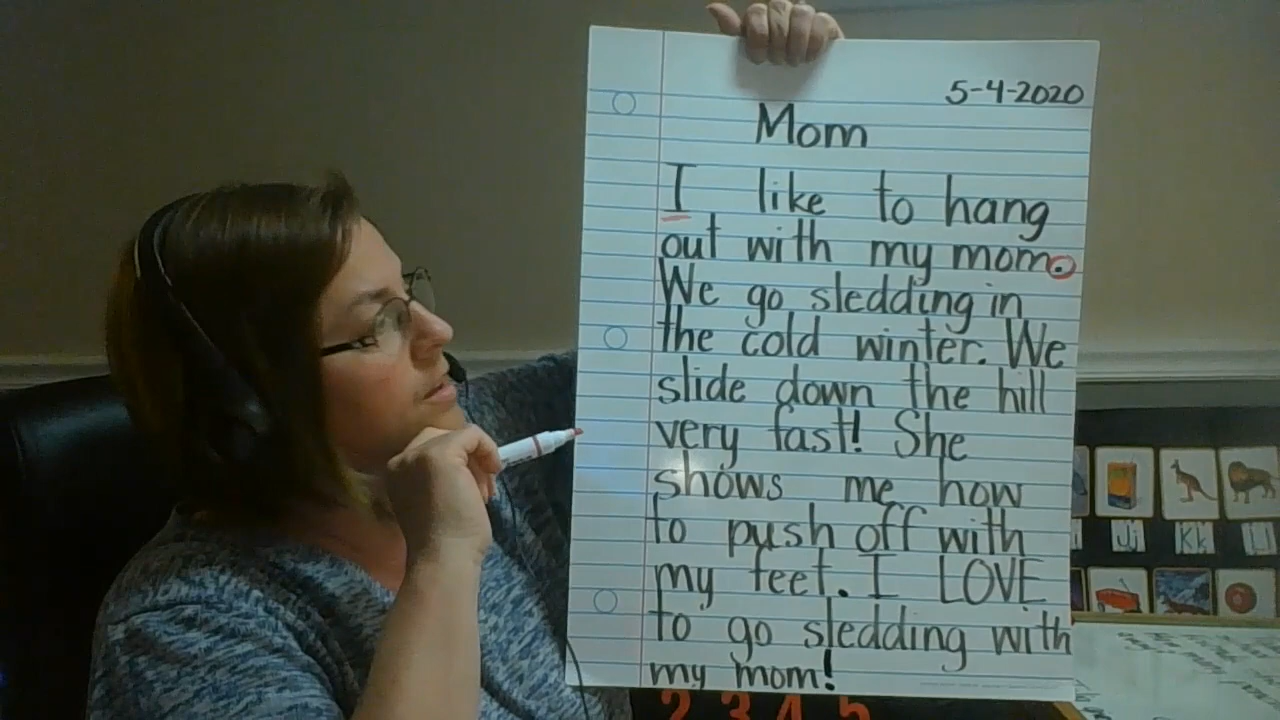 5-4-2020
Mom
I like to hang
out with my mom.
We go sledding in
the cold winter. We
slide down the hill
very fast! She
shows me how
to push off with
my feet. I LOVE
to go sledding with
my mom!
Jj Kk Ll
2 3 4 5